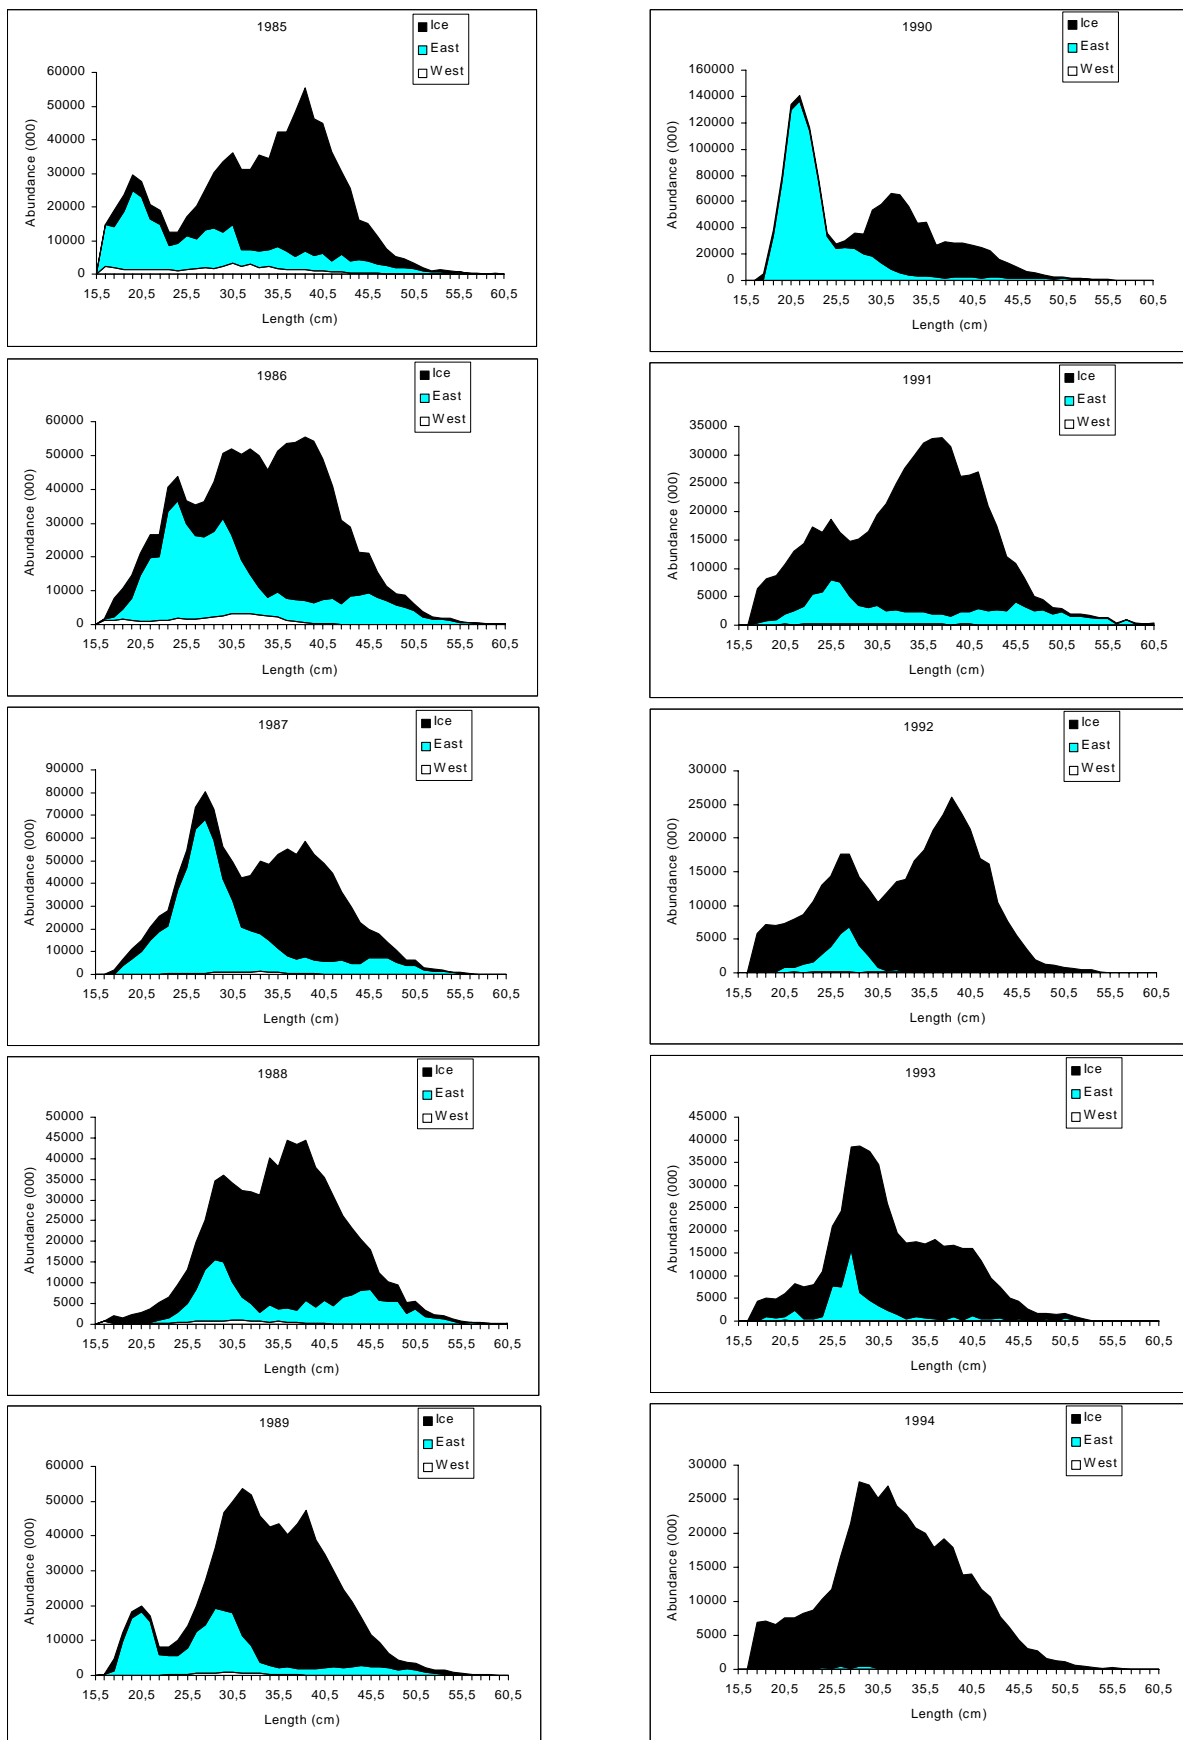 1985
Ice
East
West
Abundance (000)
60000
50000
40000
30000
20000
10000
0
15,5 20,5 25,5 30,5 35,5 40,5 45,5 50,5 55,5 60,5
Length (cm)
1986
Ice
East
West
Abundance (000)
60000
50000
40000
30000
20000
10000
0
15,5 20,5 25,5 30,5 35,5 40,5 45,5 50,5 55,5 60,5
Length (cm)
1987
Ice
East
West
Abundance (000)
90000
80000
70000
60000
50000
40000
30000
20000
10000
0
15,5 20,5 25,5 30,5 35,5 40,5 45,5 50,5 55,5 60,5
Length (cm)
1988
Ice
East
West
Abundance (000)
50000
45000
40000
35000
30000
25000
20000
15000
10000
5000
0
15,5 20,5 25,5 30,5 35,5 40,5 45,5 50,5 55,5 60,5
Length (cm)
1989
Ice
East
West
Abundance (000)
60000
50000
40000
30000
20000
10000
0
15,5 20,5 25,5 30,5 35,5 40,5 45,5 50,5 55,5 60,5
Length (cm)
1990
Ice
East
West
Abundance (000)
160000
140000
120000
100000
80000
60000
40000
20000
0
15,5 20,5 25,5 30,5 35,5 40,5 45,5 50,5 55,5 60,5
Length (cm)
1991
Ice
East
West
Abundance (000)
35000
30000
25000
20000
15000
10000
5000
0
15,5 20,5 25,5 30,5 35,5 40,5 45,5 50,5 55,5 60,5
Length (cm)
1992
Ice
East
West
Abundance (000)
30000
25000
20000
15000
10000
5000
0
15,5 20,5 25,5 30,5 35,5 40,5 45,5 50,5 55,5 60,5
Length (cm)
1993
Ice
East
West
Abundance (000)
45000
40000
35000
30000
25000
20000
15000
10000
5000
0
15,5 20,5 25,5 30,5 35,5 40,5 45,5 50,5 55,5 60,5
Length (cm)
1994
Ice
East
West
Abundance (000)
30000
25000
20000
15000
10000
5000
0
15,5 20,5 25,5 30,5 35,5 40,5 45,5 50,5 55,5 60,5
Length (cm)